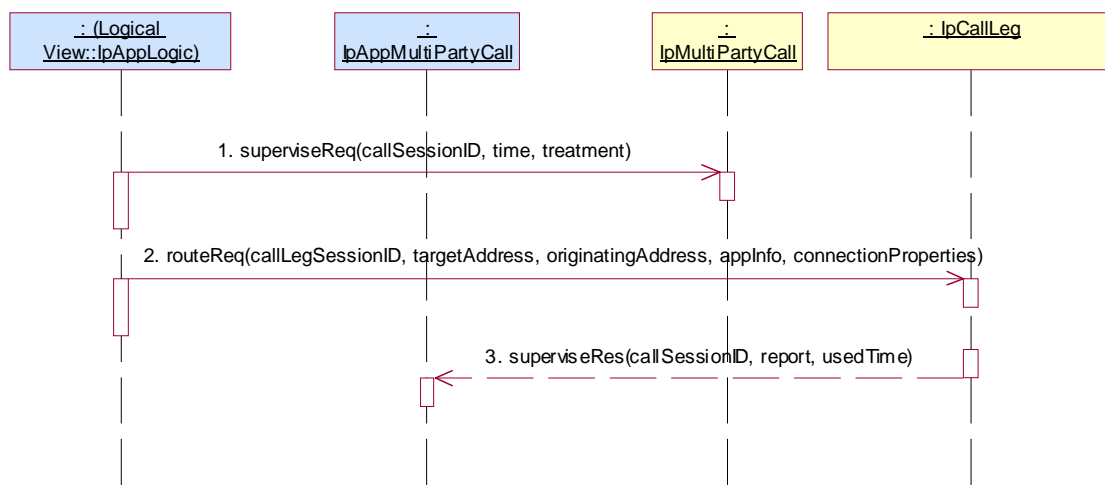 : (Logical
View::IpAppLogic)
:
IpAppMultiPartyCall
:
IpMultiPartyCall
: IpCallLeg
1. superviseReq(callSessionID, time, treatment)
2. routeReq(callLegSessionID, targetAddress, originatingAddress, appInfo, connectionProperties)
3. superviseRes(callSessionID, report, usedTime)